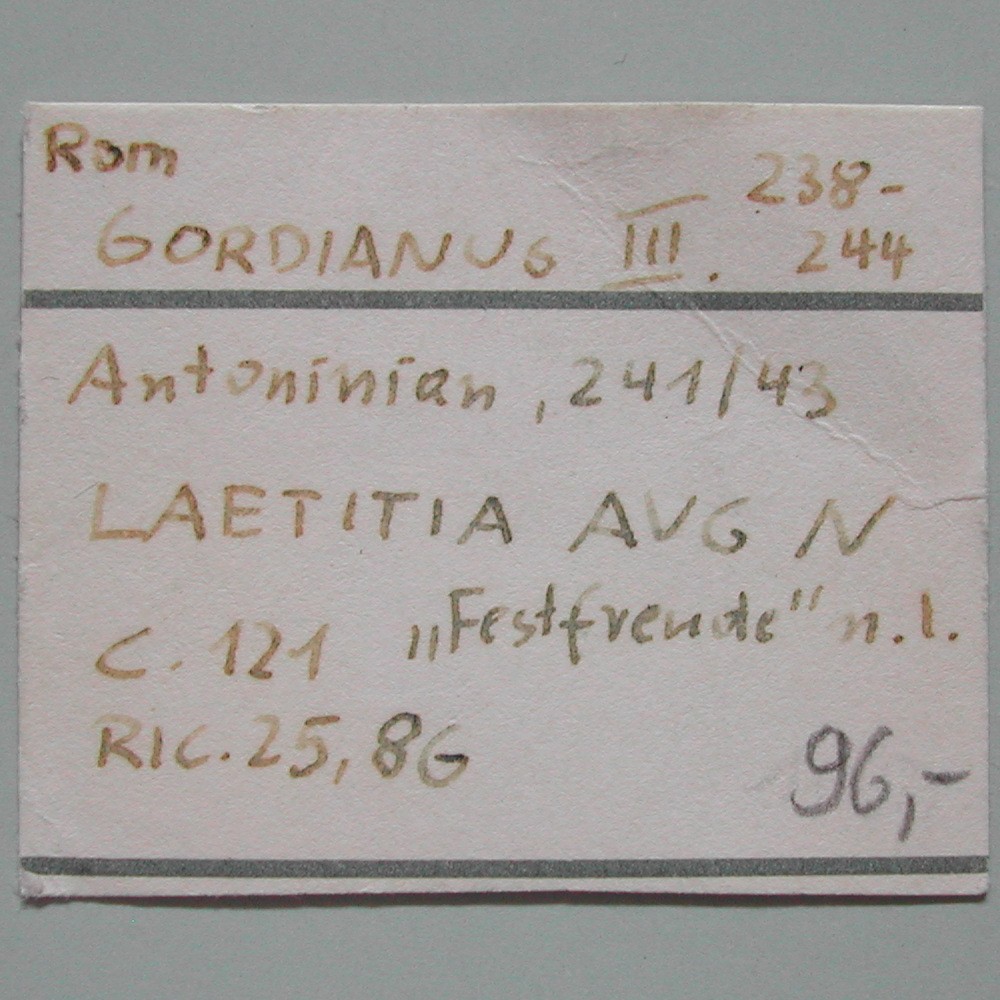 Rom
GORDIANUS III. 238-
244
Antoninian, 241/43
LAETITIA AVG N
„Festfreude" n.l.
C. 121
RIC. 25, 86
96,-